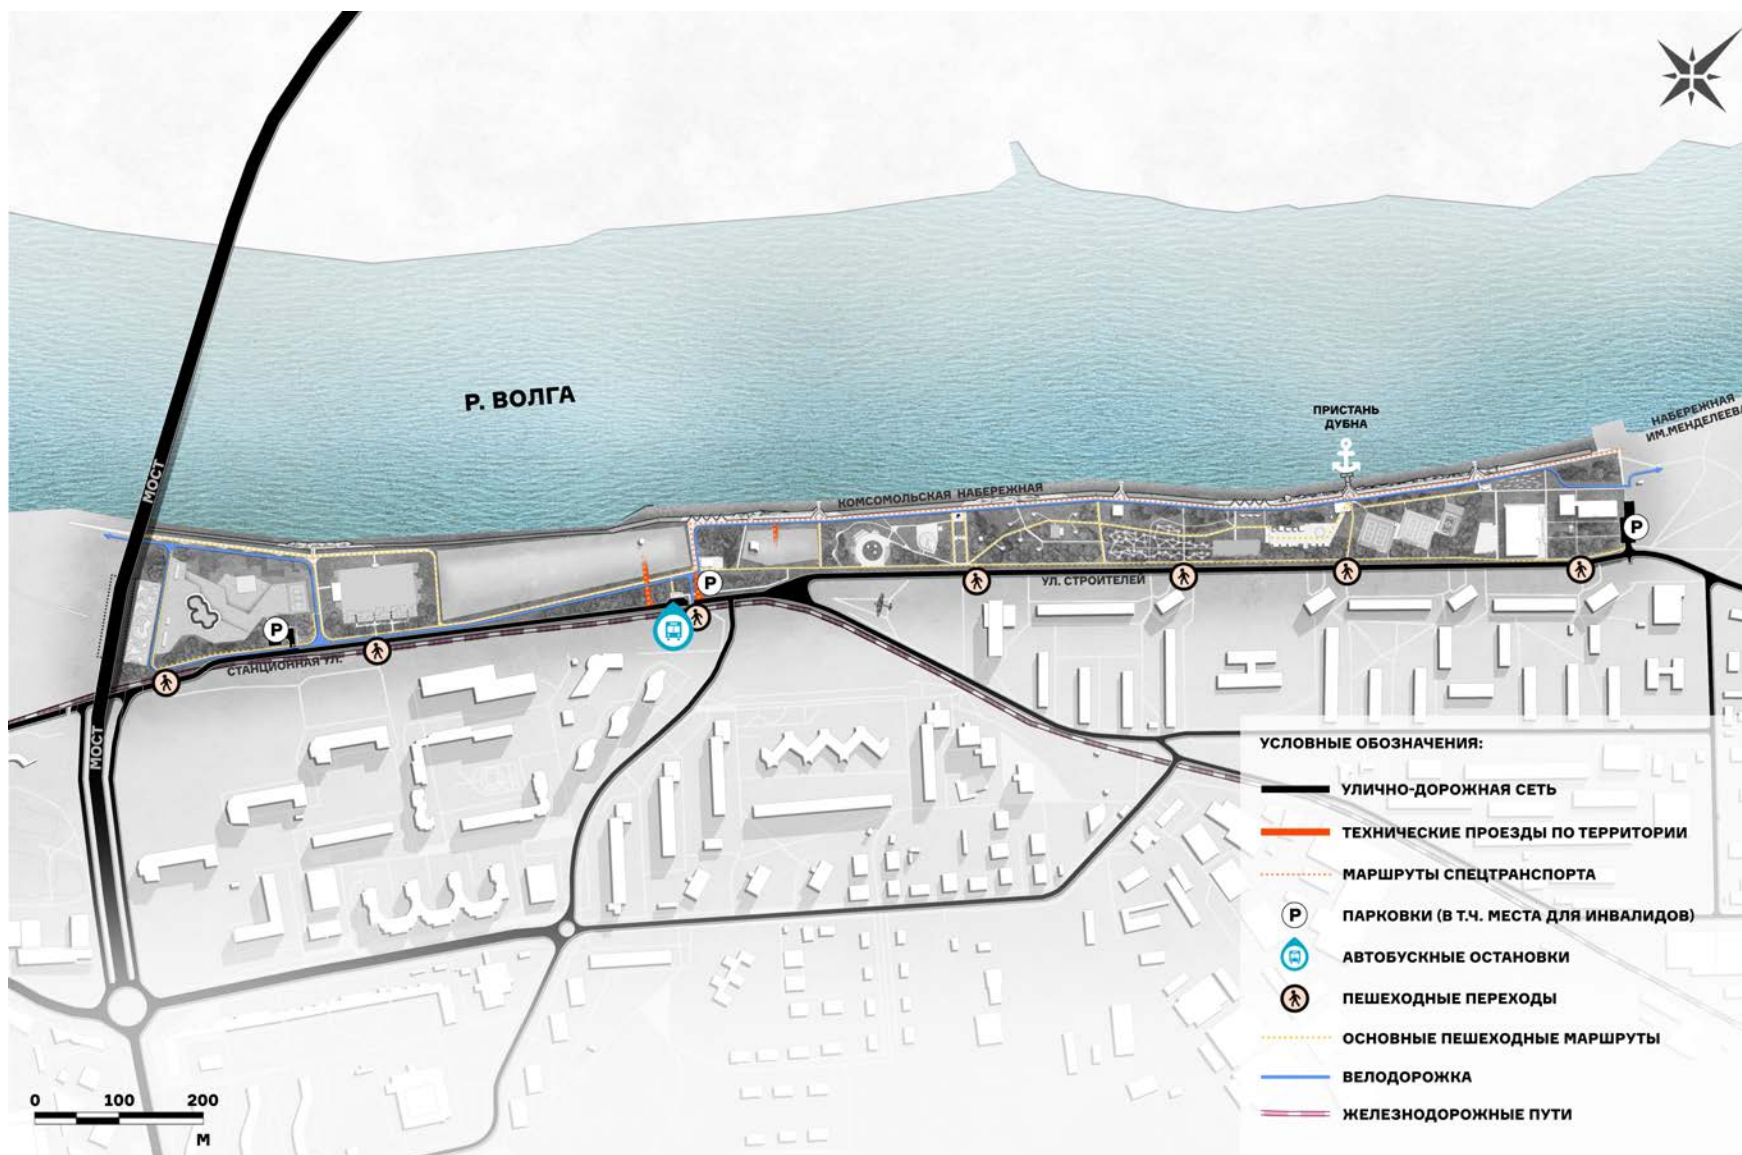 Р. ВОЛГА
МОСТ
ПРИСТАНЬ
ДУБНА
НАБЕРЕЖНАЯ
ИМ.МЕНДЕЛЕЕВА
КОМСОМОЛЬСКАЯ НАБЕРЕЖНАЯ
P
P
P
УЛ. СТРОИТЕЛЕЙ
СТАНЦИОННАЯ УЛ.
МОСТ
УСЛОВНЫЕ ОБОЗНАЧЕНИЯ:
УЛИЧНО-ДОРОЖНАЯ СЕТЬ
ТЕХНИЧЕСКИЕ ПРОЕЗДЫ ПО ТЕРРИТОРИИ
МАРШРУТЫ СПЕЦТРАНСПОРТА
P ПАРКОВКИ (В Т.Ч. МЕСТА ДЛЯ ИНВАЛИДОВ)
АВТОБУСКНЫЕ ОСТАНОВКИ
ПЕШЕХОДНЫЕ ПЕРЕХОДЫ
ОСНОВНЫЕ ПЕШЕХОДНЫЕ МАРШРУТЫ
ВЕЛОДОРОЖКА
ЖЕЛЕЗНОДОРОЖНЫЕ ПУТИ
0 100 200
М